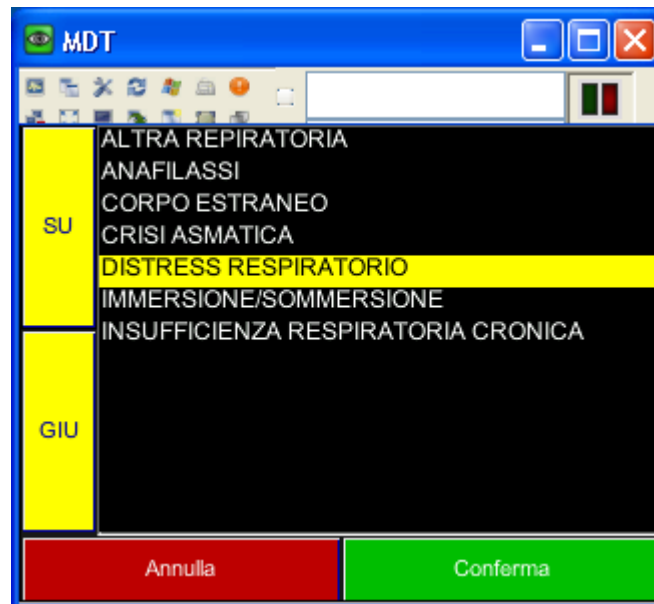 MDT
ALTRA REPIRATORIA
ANAFILASSI
CORPO ESTRANEO
SU
CRISI ASMATICA
DISTRESS RESPIRATORIO
IMMERSIONE/SOMMERSIONE
INSUFFICIENZA RESPIRATORIA CRONICA
GIU
Annulla
Conferma